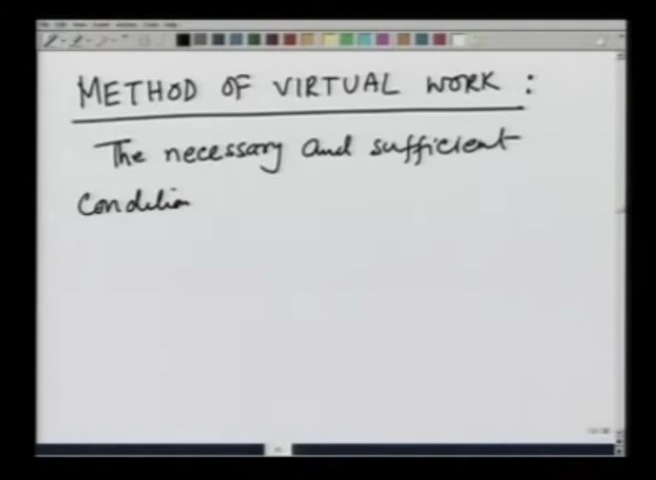 METHOD OF VIRTUAL WORK :
The necessary and sufficient
Condition